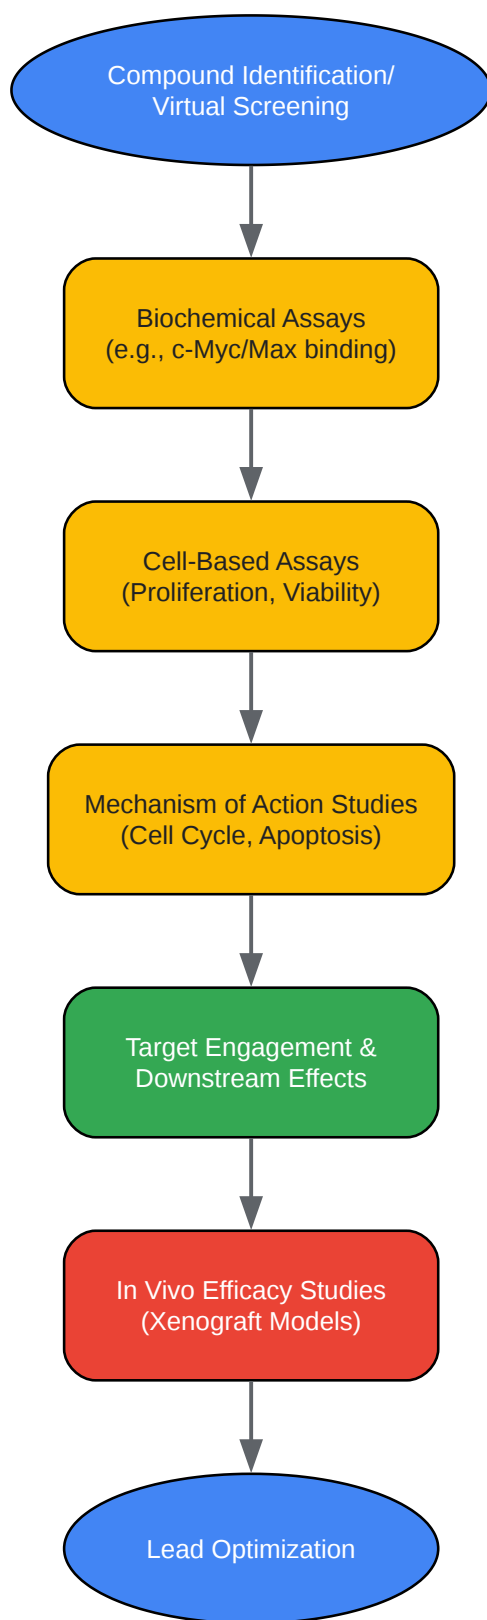 Compound Identification/
Virtual Screening
Biochemical Assays
(e.g., c-Myc/Max binding)
Cell-Based Assays
(Proliferation, Viability)
Mechanism of Action Studies
(Cell Cycle, Apoptosis)
Target Engagement &
Downstream Effects
In Vivo Efficacy Studies
(Xenograft Models)
Lead Optimization